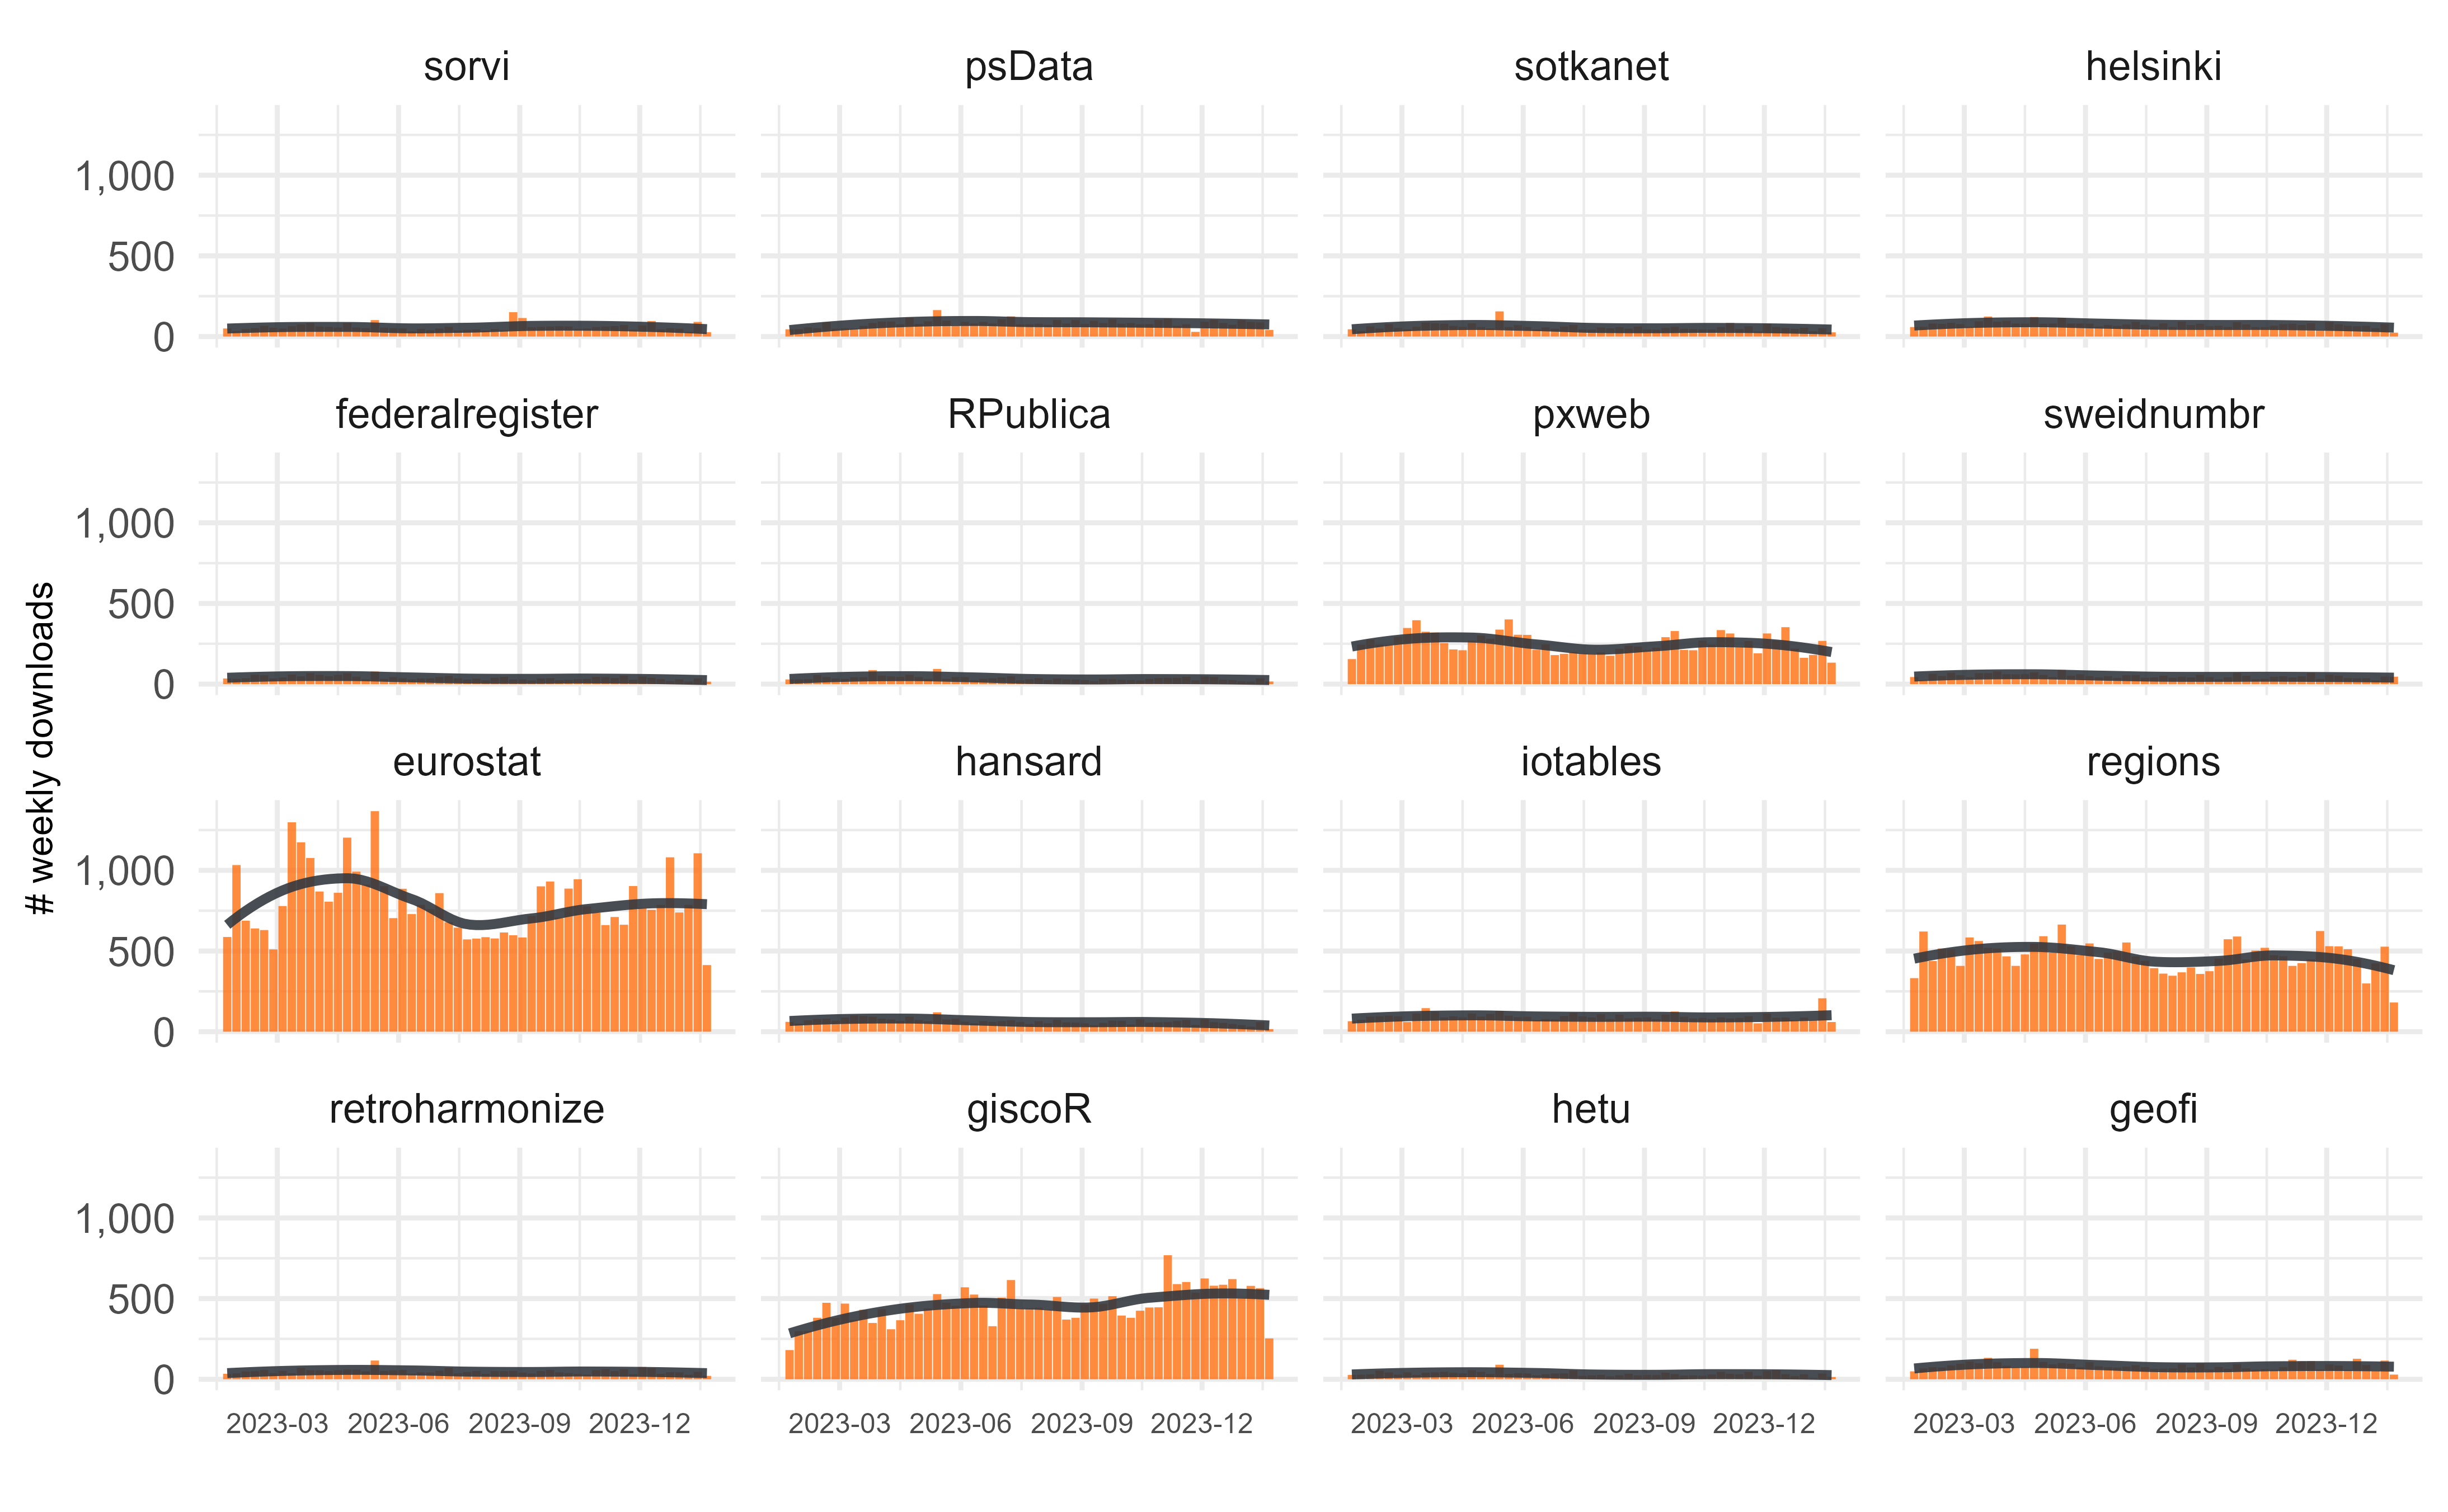 sorvi psData sotkanet helsinki
1,000
500
0
federalregister RPublica pxweb sweidnumbr
1,000
500
0
# weekly downloads
eurostat hansard iotables regions
1,000
500
0
retroharmonize giscoR hetu geofi
1,000
500
0
2023-03 2023-06 2023-09 2023-12 2023-03 2023-06 2023-09 2023-12 2023-03 2023-06 2023-09 2023-12 2023-03 2023-06 2023-09 2023-12